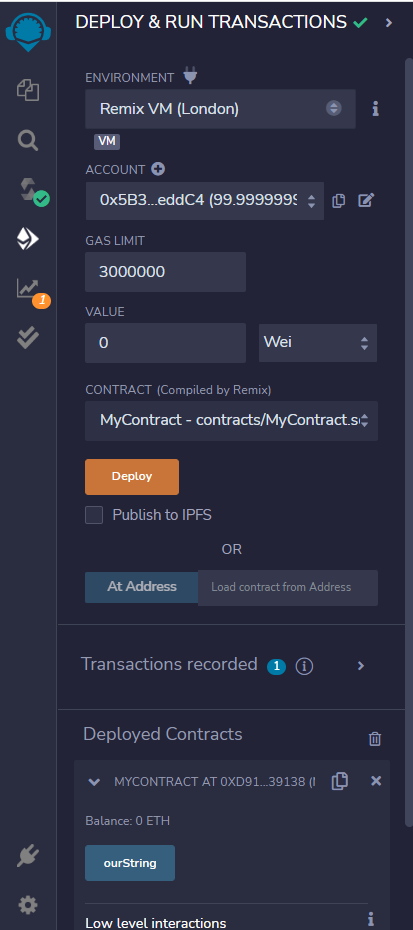 DEPLOY & RUN TRANSACTIONS
ENVIRONMENT
Remix VM (London)
VM
ACCOUNT
0x5B3...eddC4 (99.9999999
GAS LIMIT
3000000
VALUE
0 Wei
CONTRACT (Compiled by Remix)
MyContract - contracts/MyContract.s
1
Deploy
Publish to IPFS
OR
At Address Load contract from Address
Transactions recorded 1
Deployed Contracts
MYCONTRACT AT 0XD91...39138 (
Balance: 0 ETH
ourString
Low level interactions